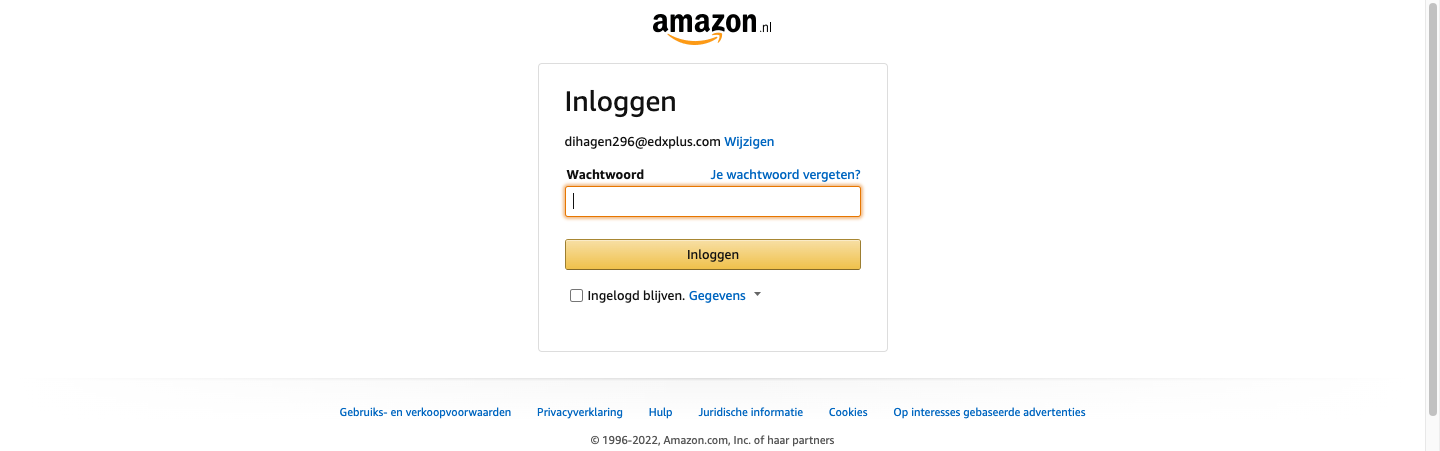 amazon.nl
Inloggen
dihagen296@edxplus.com Wijzigen
Wachtwoord Je wachtwoord vergeten?
Inloggen
Ingelogd blijven. Gegevens
Gebruiks- en verkoopvoorwaarden Privacyverklaring Hulp Juridische informatie Cookies Op interesses gebaseerde advertenties
© 1996-2022, Amazon.com, Inc. of haar partners